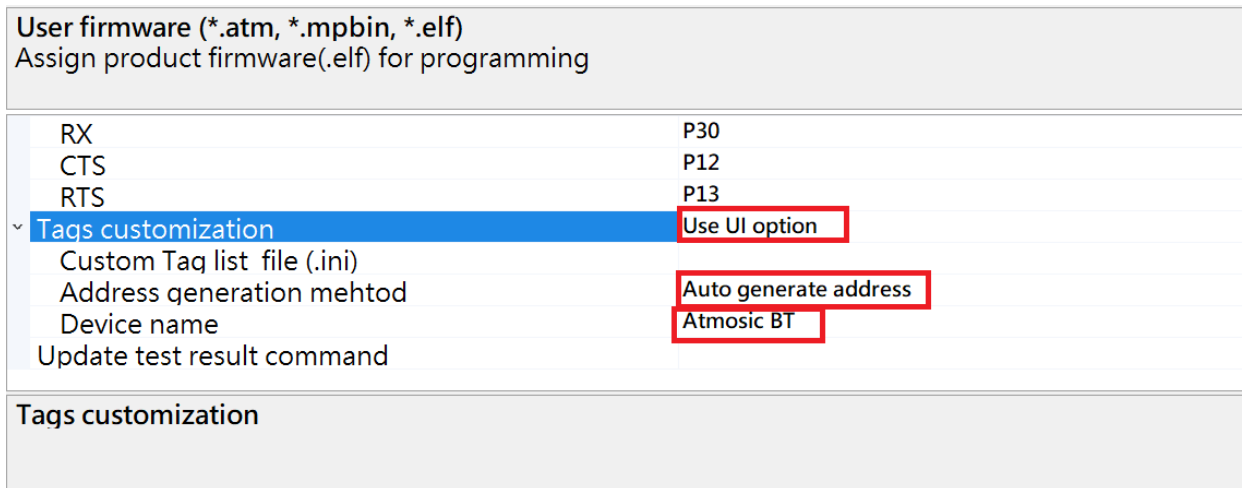 User firmware (*.atm, *.mpbin, *.elf)
Assign product firmware(.elf) for programming
RX P30
CTS P12
RTS P13
Tags customization Use UI option
Custom Tag list file (.ini)
Address generation mehtod Auto generate address
Device name Atmosic BT
Update test result command
Tags customization